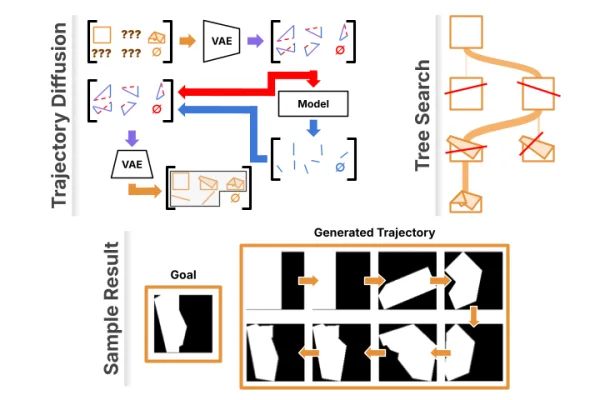 Trajectory Diffusion
???
???
???
∅
VAE
∅
∅
Model
VAE
∅
∅
Tree Search
Sample Result
Goal
Generated Trajectory